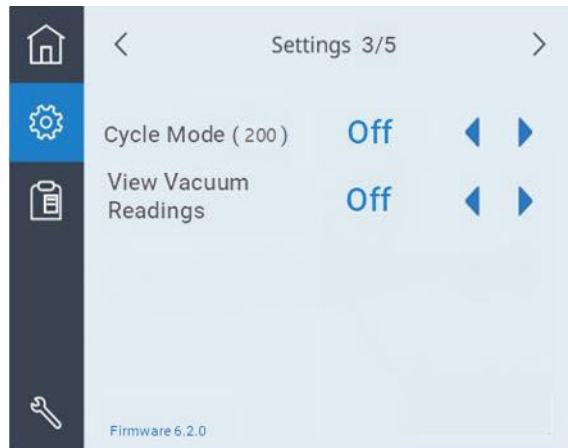 Settings 3/5
Cycle Mode ( 200 ) Off
View Vacuum
Readings Off
Firmware 6.2.0